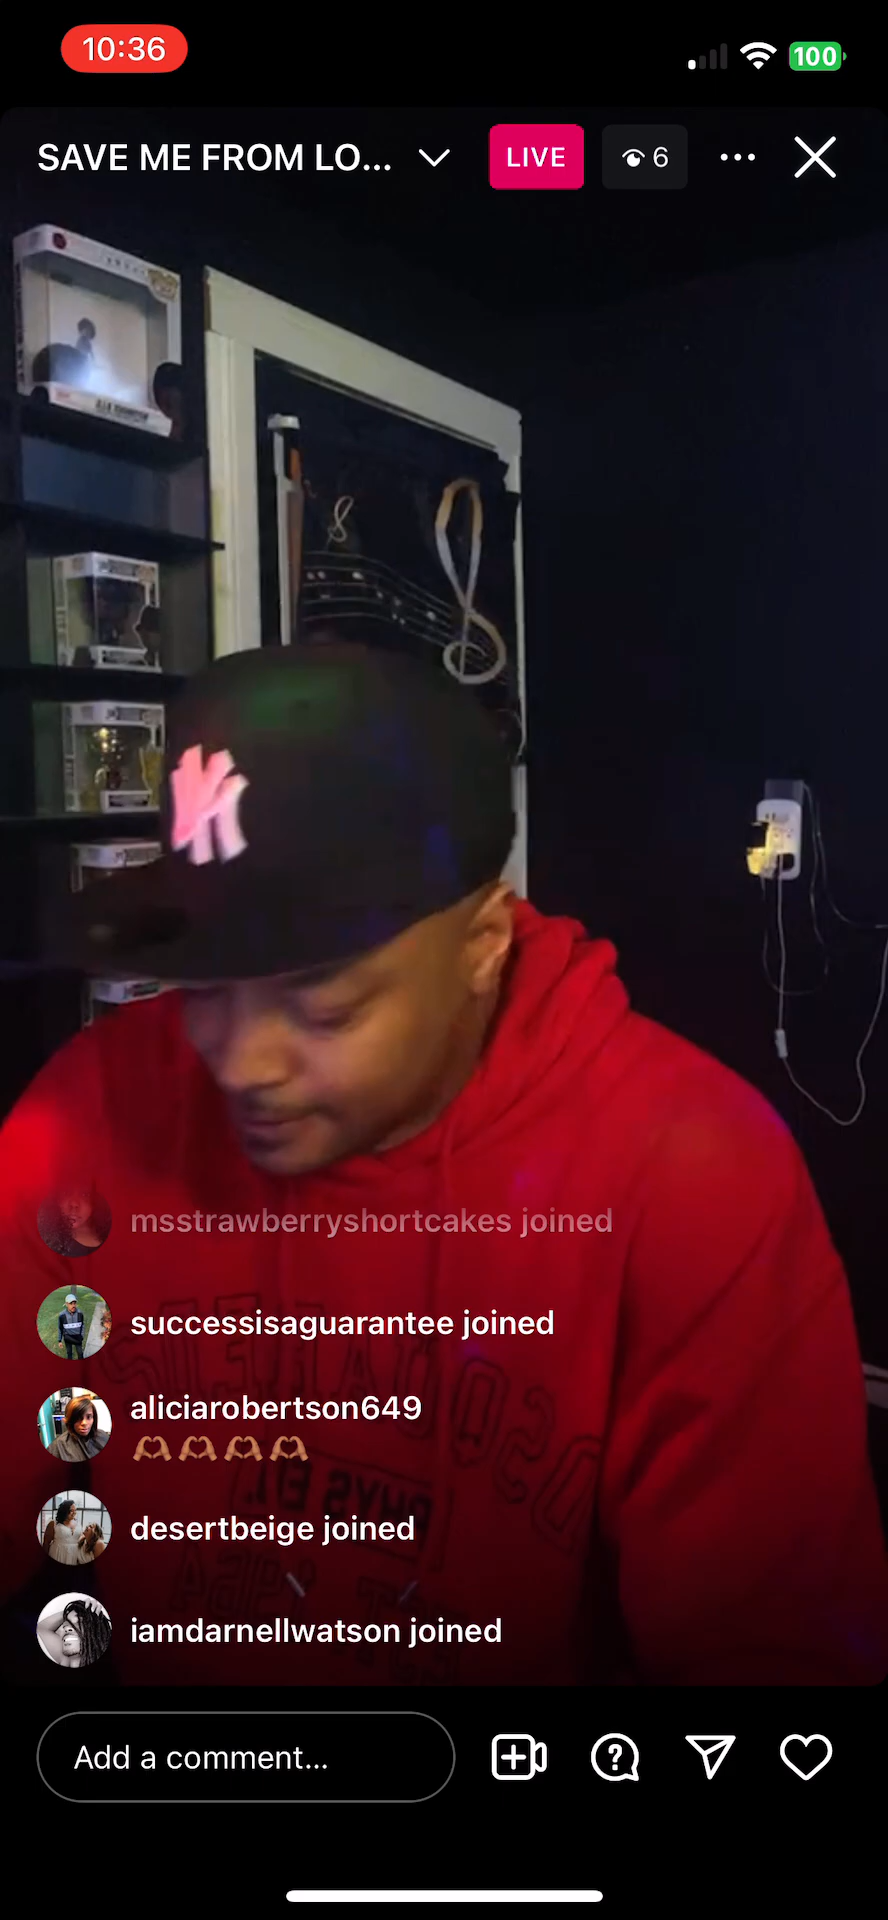 10:36
100
SAVE ME FROM LO...
LIVE
6
msstrawberryshortcakes joined
successisaguarantee joined
aliciarobertson649
🫶🏽🫶🏽🫶🏽🫶🏽
desertbeige joined
iamdarnellwatson joined
Add a comment...